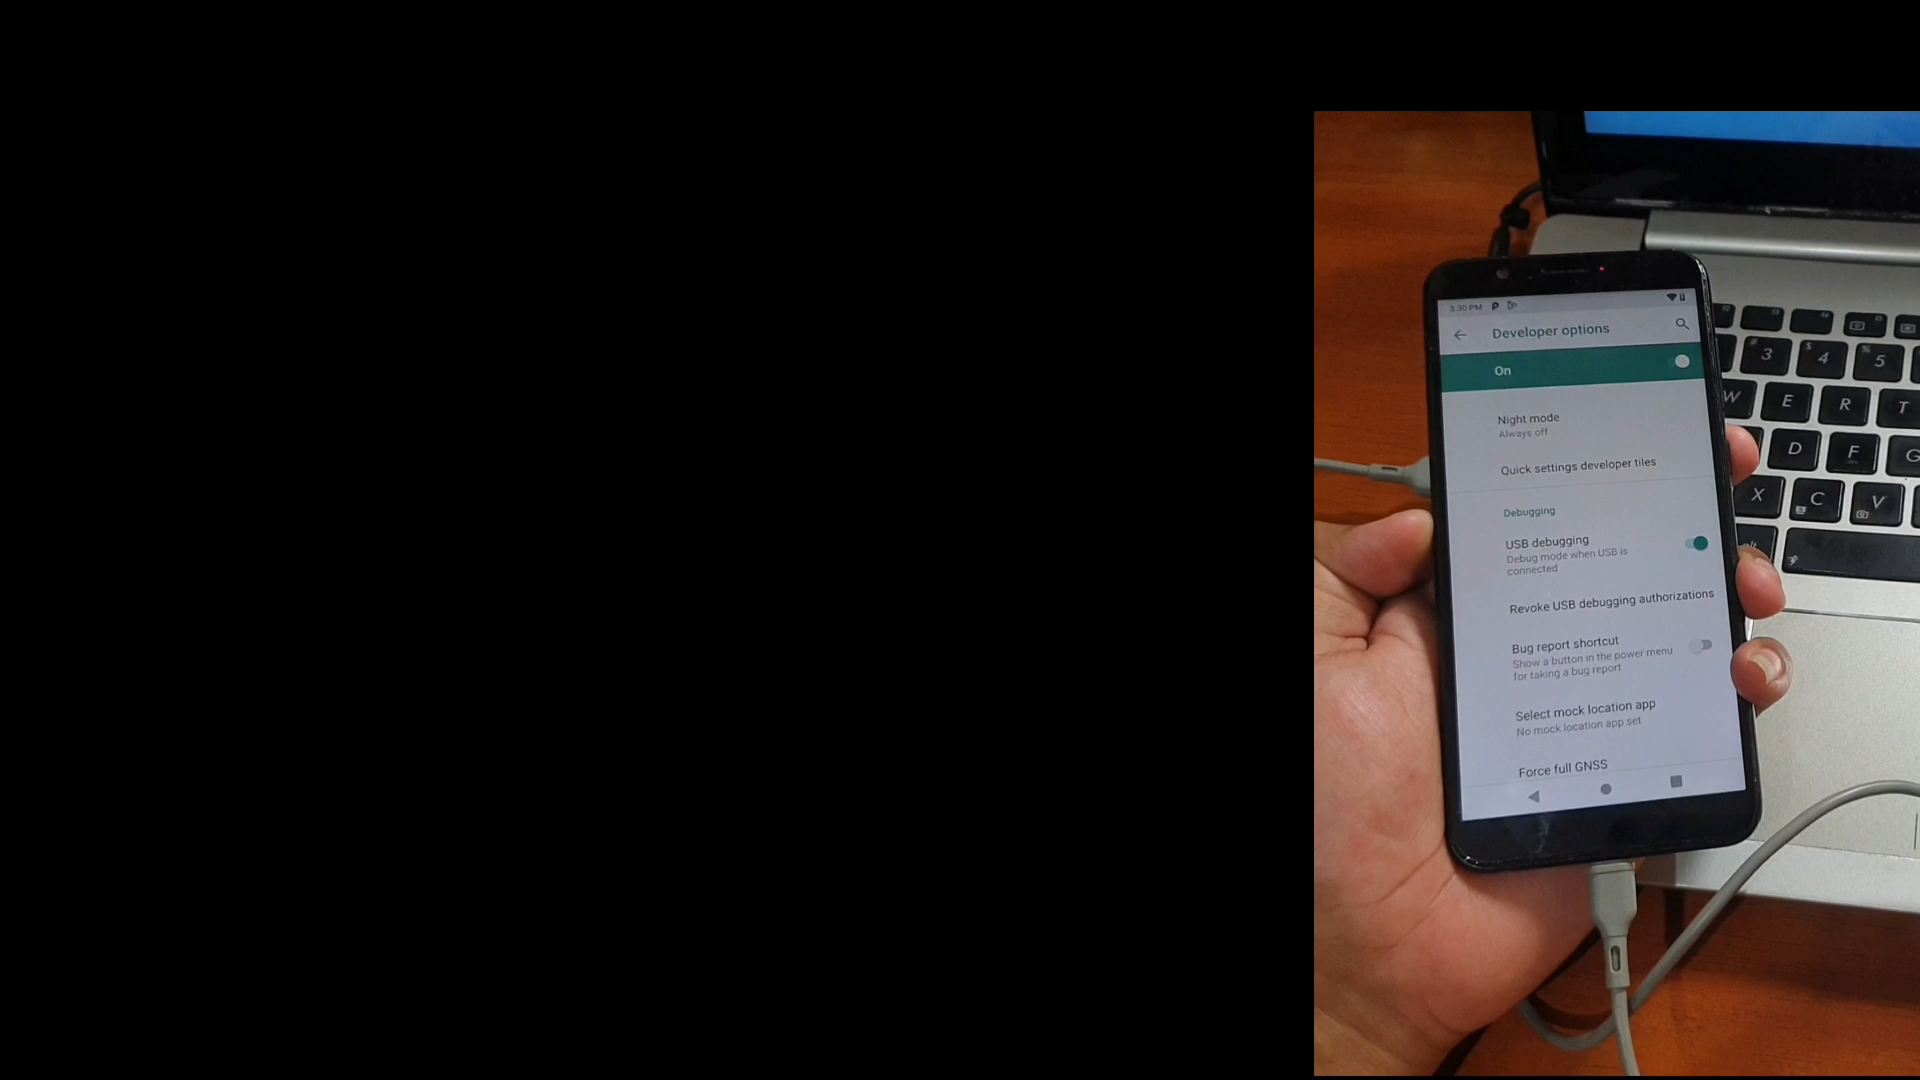 3:30 PM
Developer options
On
Night mode
Always off
Quick settings developer tiles
Debugging
USB debugging
Debug mode when USB is
connected
Revoke USB debugging authorizations
Bug report shortcut
Show a button in the power menu
for taking a bug report
Select mock location app
No mock location app set
Force full GNSS
# 3 $ 4 % 5
W E R T
D F G
X C V
alt